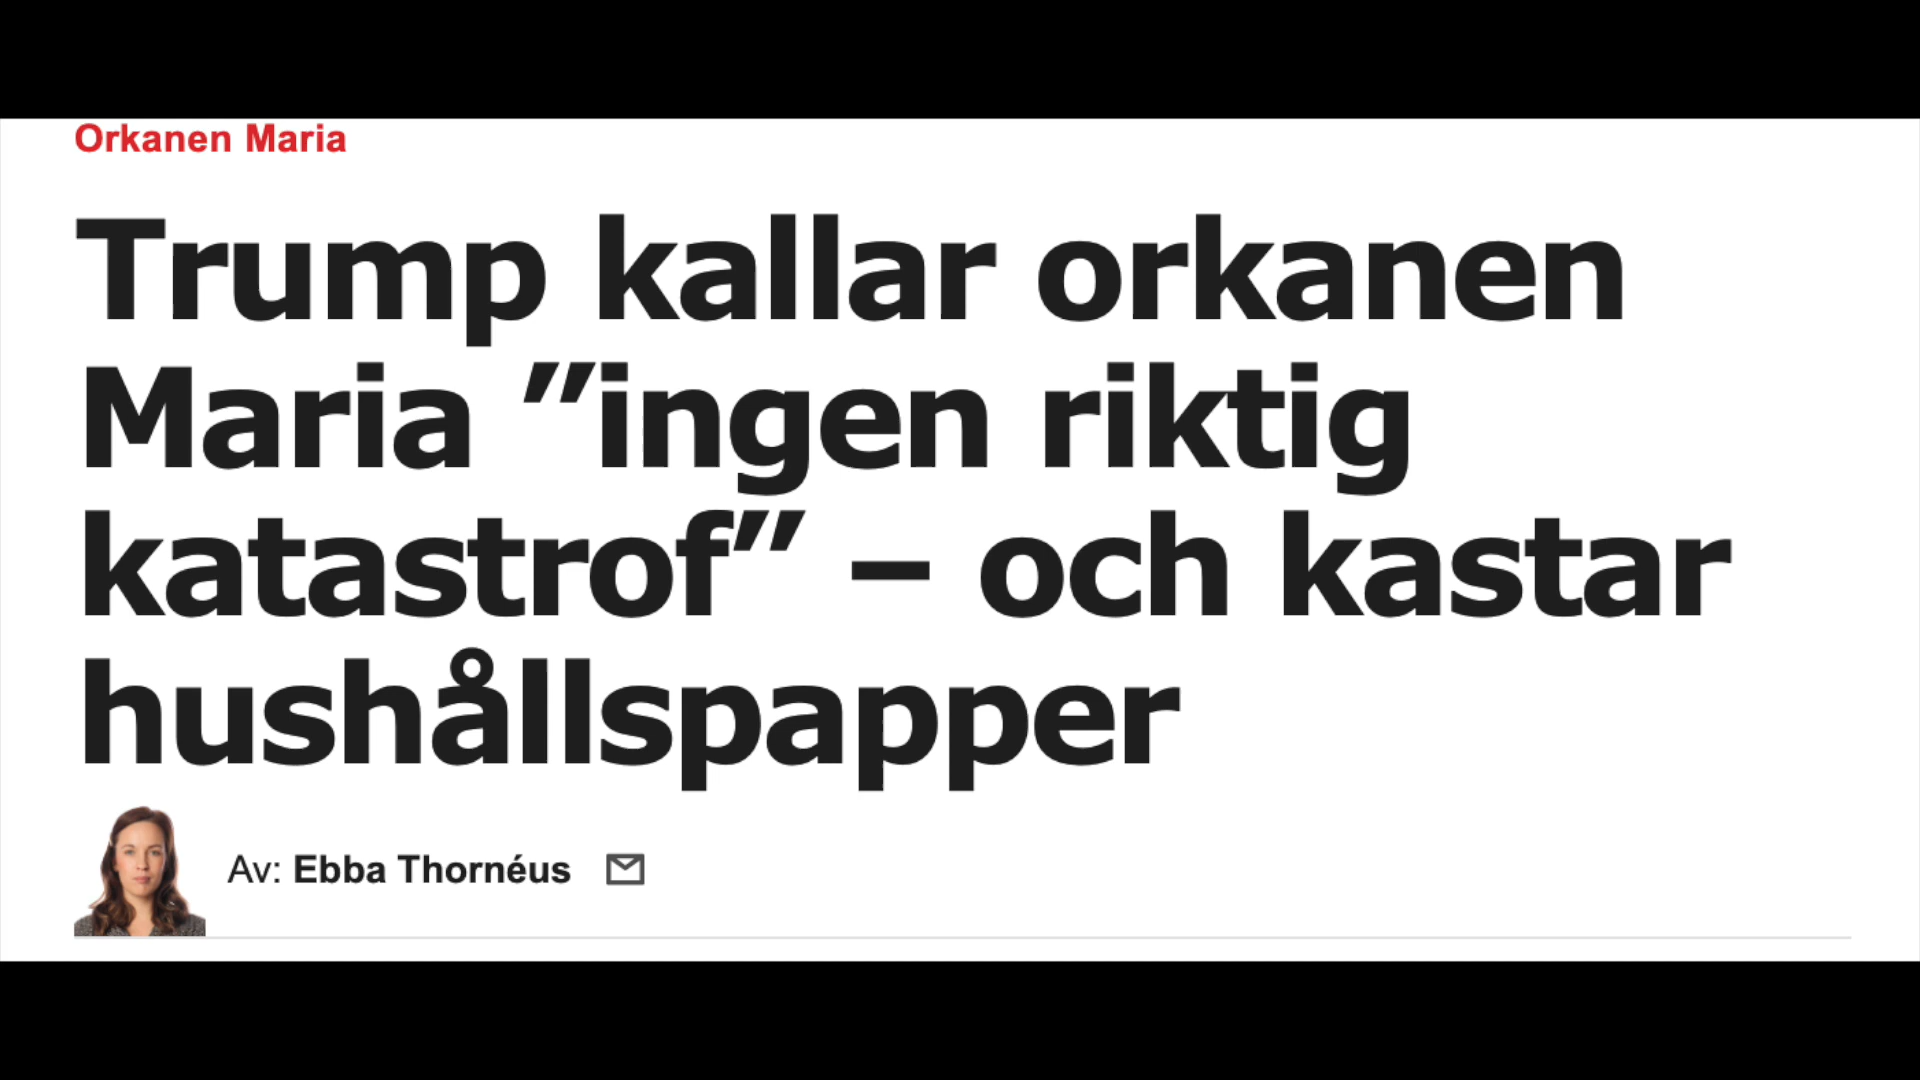 Orkanen Maria
Trump kallar orkanen
Maria ”ingen riktig
katastrof” – och kastar
hushållspapper
Av: Ebba Thornéus